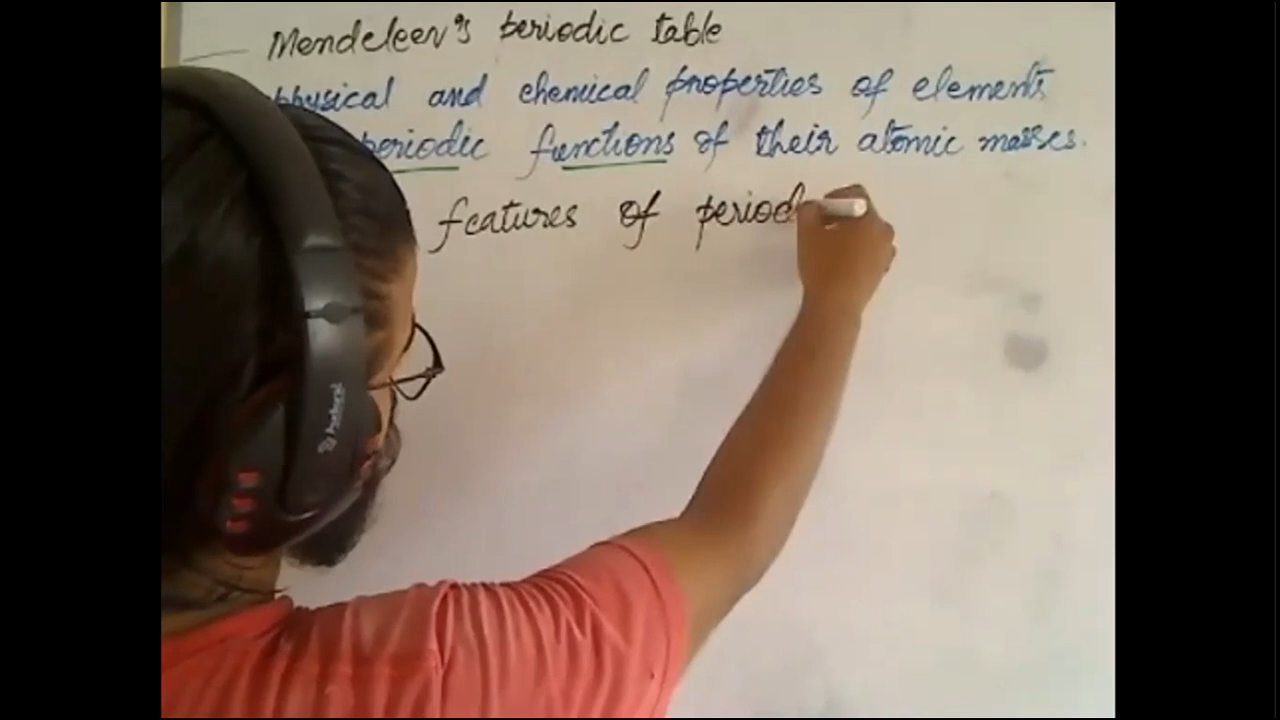 Mendeleev's periodic table
physical and chemical properties of elements
periodic functions of their atomic masses.
features of period